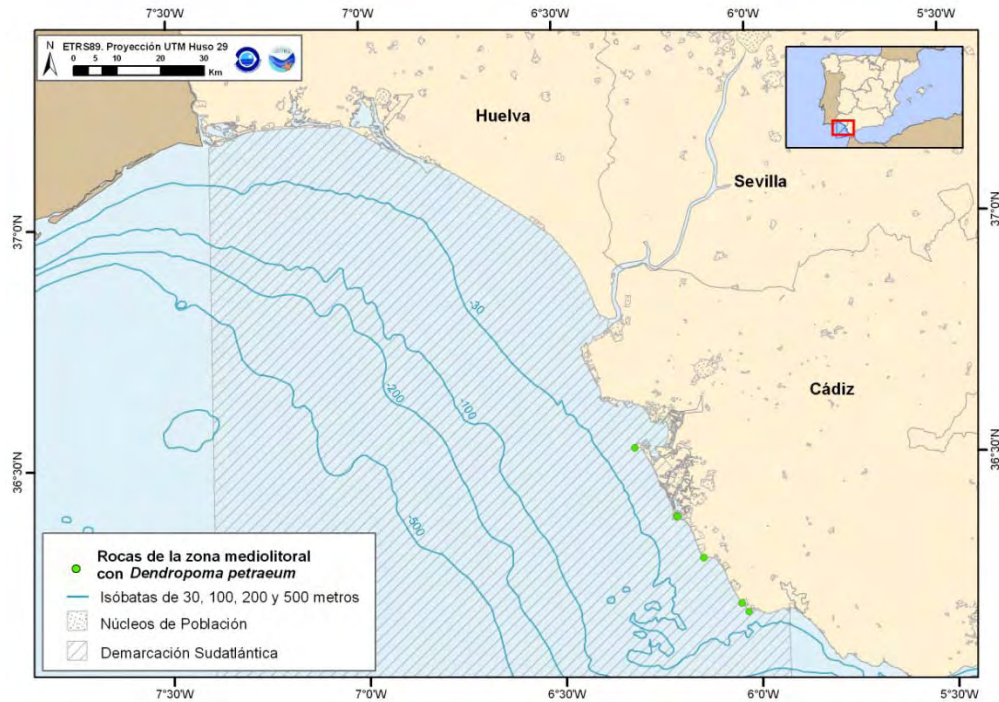 7°30'W 7°0'W 6°30'W 6°0'W 5°30'W
N ETRS89. Proyección UTM Huso 29
0 5 10 20 30
Km
Huelva
Sevilla
Cádiz
37°0'N
37°0'N
36°30'N
36°30'N
-30
-100
-200
-500
Rocas de la zona mediolitoral
con Dendropoma petraeum
Isóbatas de 30, 100, 200 y 500 metros
Núcleos de Población
Demarcación Sudatlántica
7°30'W 7°0'W 6°30'W 6°0'W 5°30'W